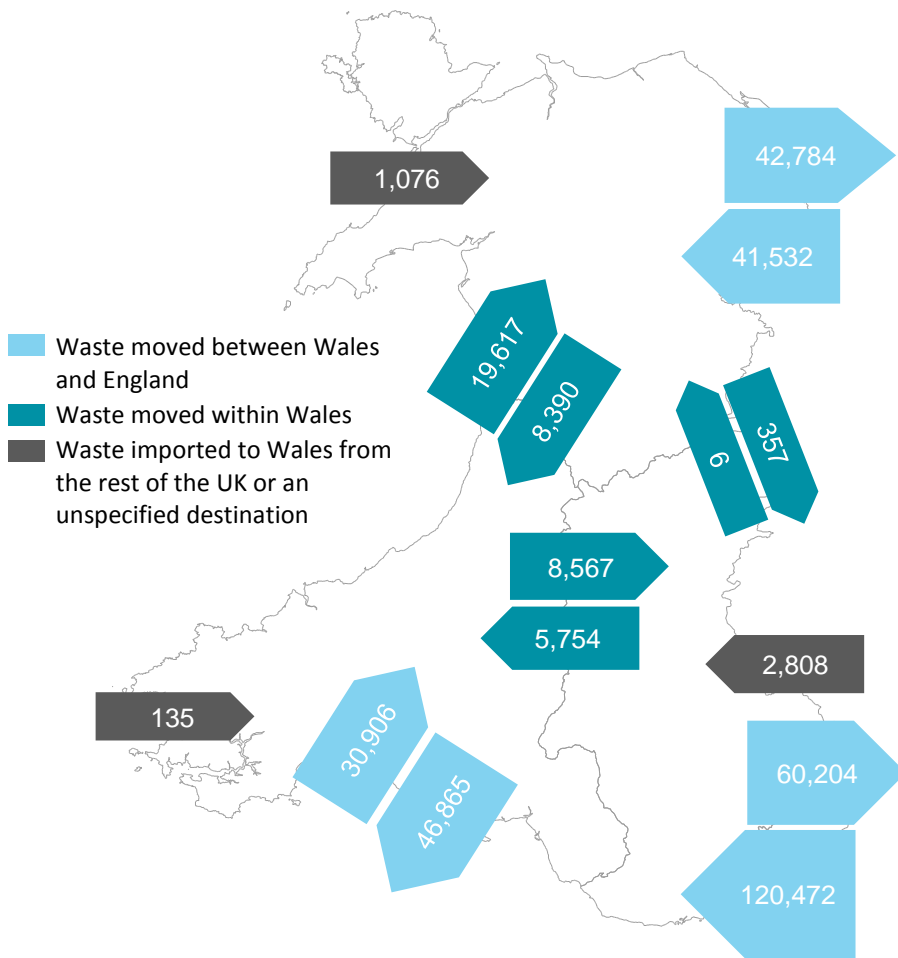 42,784
1,076
41,532
19,617
8,390
Waste moved between Wales
and England
Waste moved within Wales
Waste imported to Wales from
the rest of the UK or an
unspecified destination
357
6
8,567
5,754
2,808
135
30,906
46,865
60,204
120,472